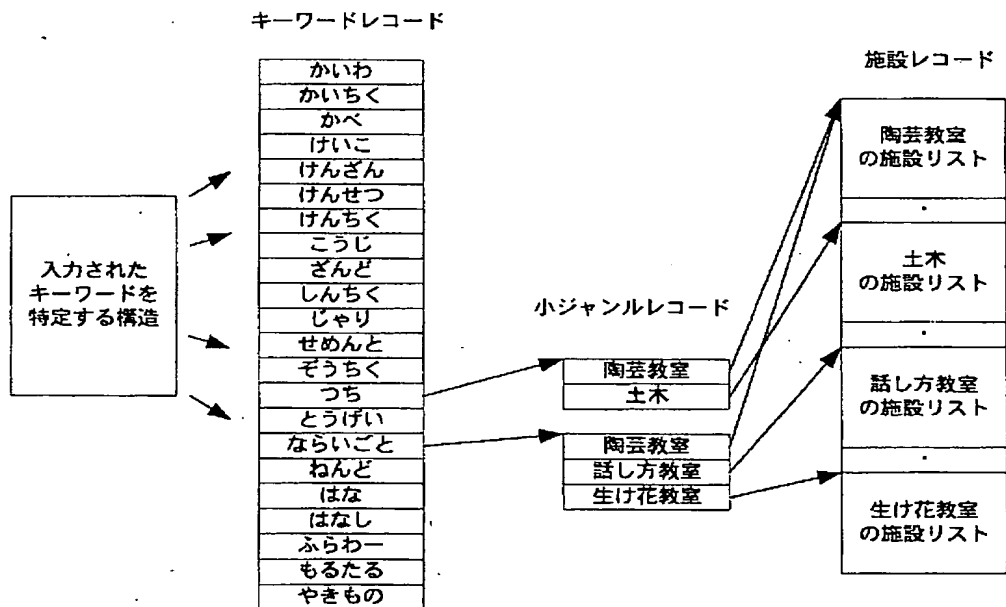 キーワードレコード
かいわ
かいちく
かべ
けいこ
けんざん
けんせつ
けんちく
こうじ
ざんど
しんちく
じゃり
せめんと
ぞうちく
つち
とうげい
ならいごと
ねんど
はな
はなし
ふらわー
もるたる
やきもの
入力された
キーワードを
特定する構造
小ジャンルレコード
陶芸教室
土木
陶芸教室
話し方教室
生け花教室
施設レコード
陶芸教室
の施設リスト
土木
の施設リスト
話し方教室
の施設リスト
生け花教室
の施設リスト